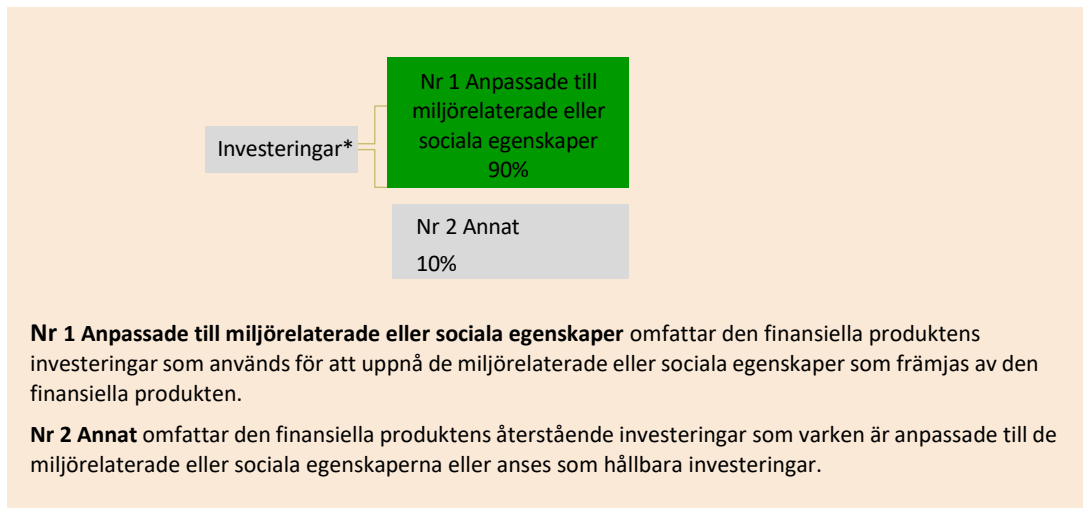 Nr 1 Anpassade till
miljörelaterade eller
sociala egenskaper
90%
Investeringar*
Nr 2 Annat
10%
Nr 1 Anpassade till miljörelaterade eller sociala egenskaper omfattar den finansiella produktens
investeringar som används för att uppnå de miljörelaterade eller sociala egenskaper som främjas av den
finansiella produkten.
Nr 2 Annat omfattar den finansiella produktens återstående investeringar som varken är anpassade till de
miljörelaterade eller sociala egenskaperna eller anses som hållbara investeringar.